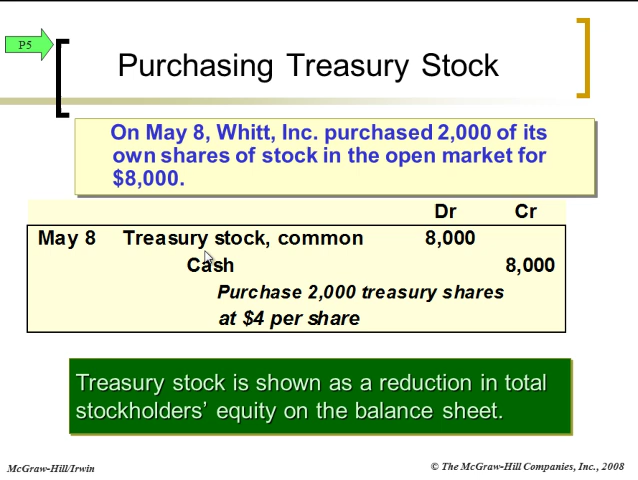 P5
Purchasing Treasury Stock
On May 8, Whitt, Inc. purchased 2,000 of its
own shares of stock in the open market for
$8,000.
Dr Cr
May 8 Treasury stock, common 8,000
Cash 8,000
Purchase 2,000 treasury shares
at $4 per share
Treasury stock is shown as a reduction in total
stockholders’ equity on the balance sheet.
McGraw-Hill/Irwin © The McGraw-Hill Companies, Inc., 2008